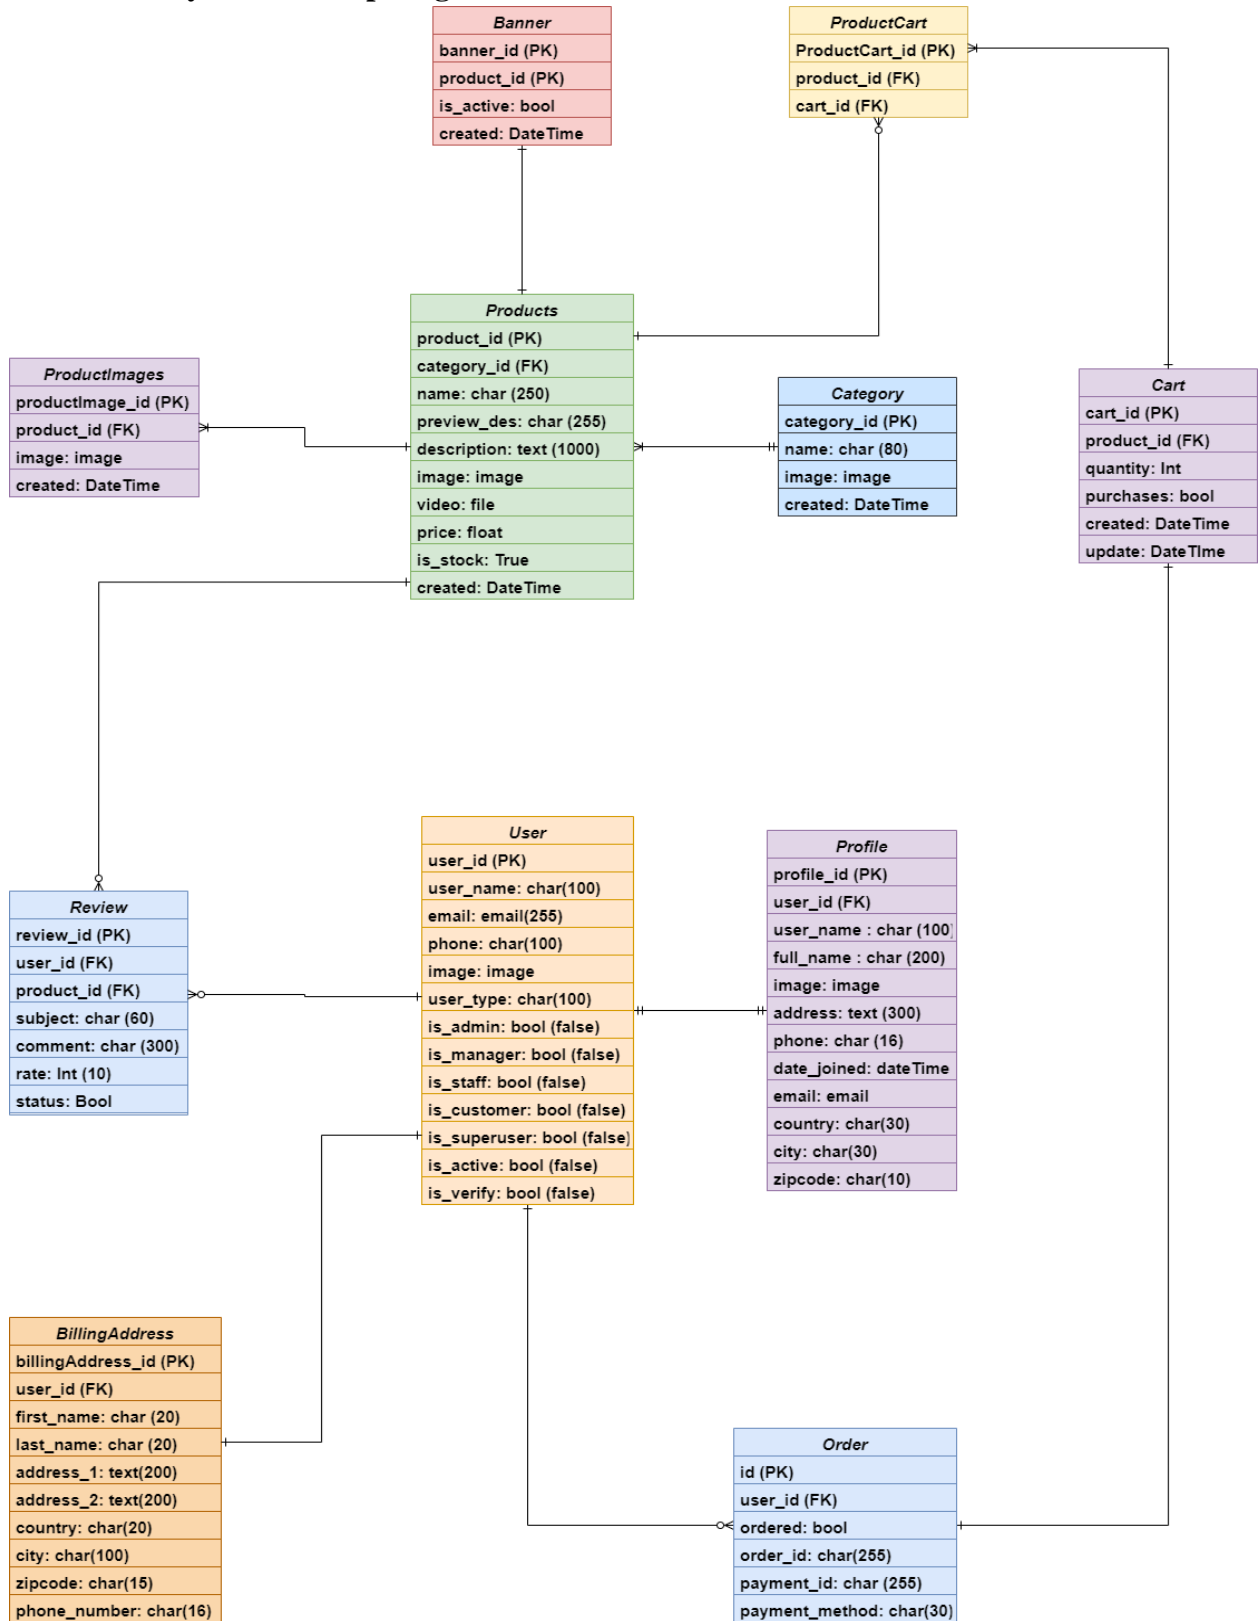 Banner
banner_id (PK)
product_id (PK)
is_active: bool
created: DateTime
ProductCart
ProductCart_id (PK)
product_id (FK)
cart_id (FK)
Products
product_id (PK)
category_id (FK)
name: char (250)
preview_des: char (255)
description: text (1000)
image: image
video: file
price: float
is_stock: True
created: DateTime
ProductImages
productImage_id (PK)
product_id (FK)
image: image
created: DateTime
Category
category_id (PK)
name: char (80)
image: image
created: DateTime
Cart
cart_id (PK)
product_id (FK)
quantity: Int
purchases: bool
created: DateTime
update: DateTIme
User
user_id (PK)
user_name: char(100)
email: email(255)
phone: char(100)
image: image
user_type: char(100)
is_admin: bool (false)
is_manager: bool (false)
is_staff: bool (false)
is_customer: bool (false)
is_superuser: bool (false)
is_active: bool (false)
is_verify: bool (false)
Profile
profile_id (PK)
user_id (FK)
user_name : char (100)
full_name : char (200)
image: image
address: text (300)
phone: char (16)
date_joined: dateTime
email: email
country: char(30)
city: char(30)
zipcode: char(10)
Review
review_id (PK)
user_id (FK)
product_id (FK)
subject: char (60)
comment: char (300)
rate: Int (10)
status: Bool
BillingAddress
billingAddress_id (PK)
user_id (FK)
first_name: char (20)
last_name: char (20)
address_1: text(200)
address_2: text(200)
country: char(20)
city: char(100)
zipcode: char(15)
phone_number: char(16)
Order
id (PK)
user_id (FK)
ordered: bool
order_id: char(255)
payment_id: char (255)
payment_method: char(30)